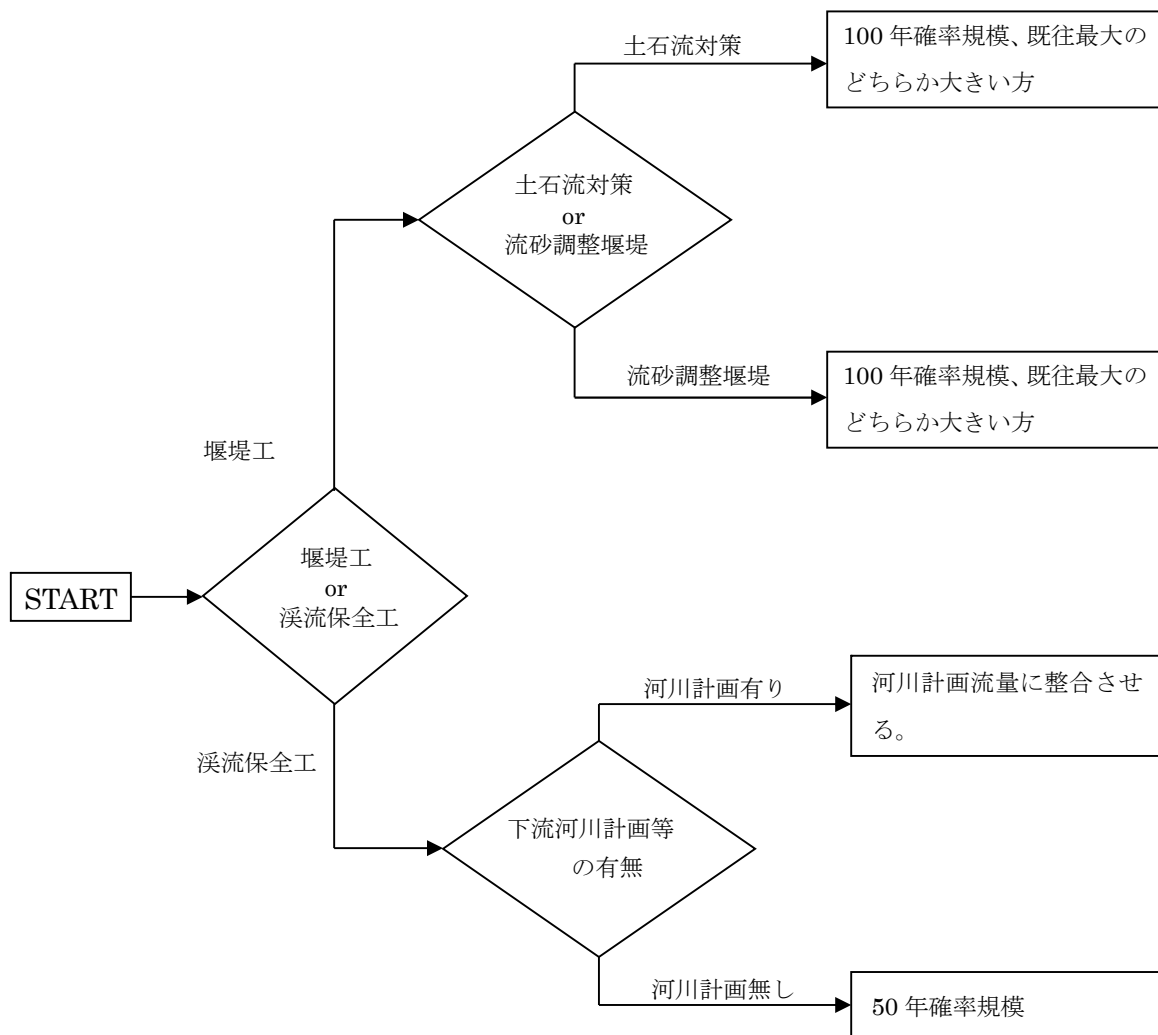 土石流対策
100 年確率規模、既往最大の
どちらか大きい方
土石流対策
or
流砂調整堰堤
流砂調整堰堤
100 年確率規模、既往最大の
どちらか大きい方
堰堤工
堰堤工
or
渓流保全工
START
渓流保全工
河川計画有り
河川計画流量に整合させ
る。
下流河川計画等
の有無
河川計画無し
50 年確率規模